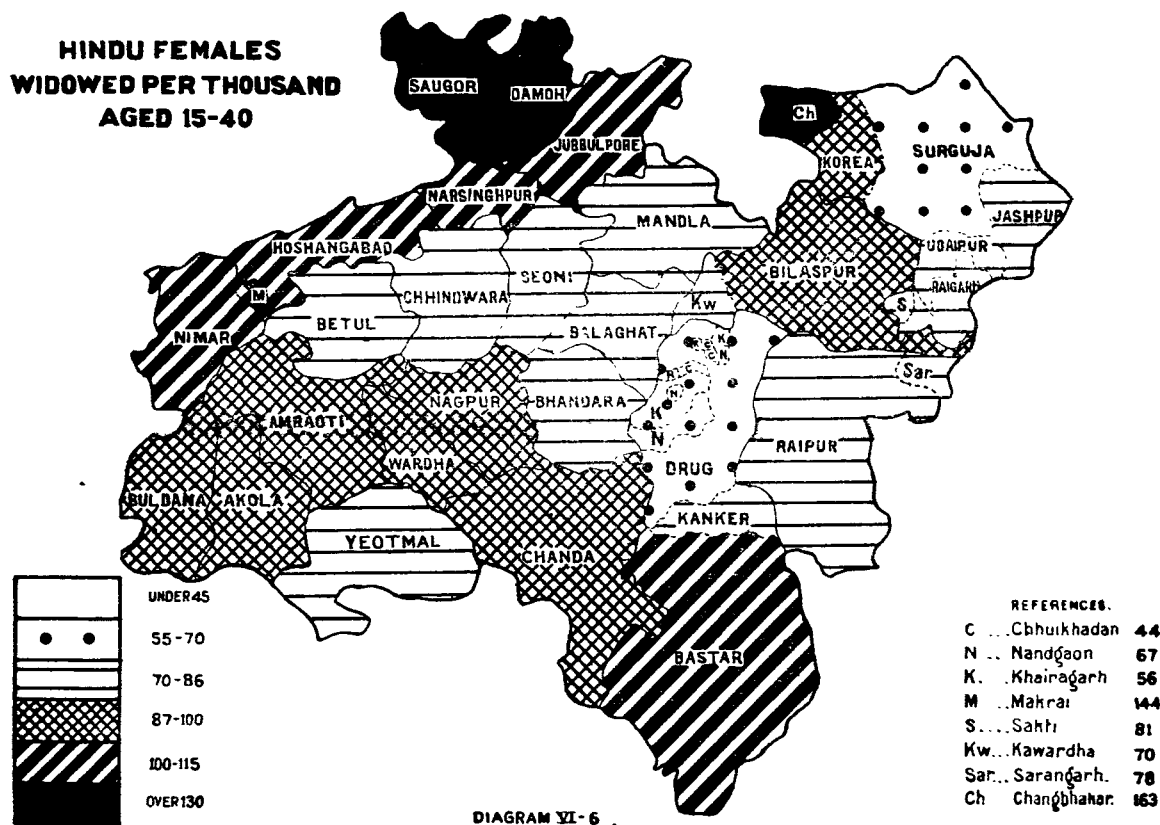 HINDU FEMALES
WIDOWED PER THOUSAND
AGED 15-40
SAUGOR
DAMOH
JUBBULPORE
NARSINGHPUR
HOSHANGABAD
M
NIMAR
Ch
KOREA
SURGUJA
JASHPUR
UDAIPUR
RAIGARH
S
BILASPUR
MANDLA
SEONI
CHHINDWARA
BETUL
BALAGHAT
Kw
K
C
N
Sar
NAGPUR
BHANDARA
AMRAOTI
WARDHA
BULDANA
AKOLA
YEOTMAL
CHANDA
N
K
N
DRUG
RAIPUR
KANKER
BASTAR
UNDER 45
55-70
70-86
87-100
100-115
OVER 130
REFERENCES.
C ... Chhuikhadan 44
N .. Nandgaon 67
K. . Khairagarh 56
M Makrai 144
S.... Sakti 81
Kw... Kawardha 70
Sar... Sarangarh. 78
Ch Changbhakar. 163
DIAGRAM VI-6.